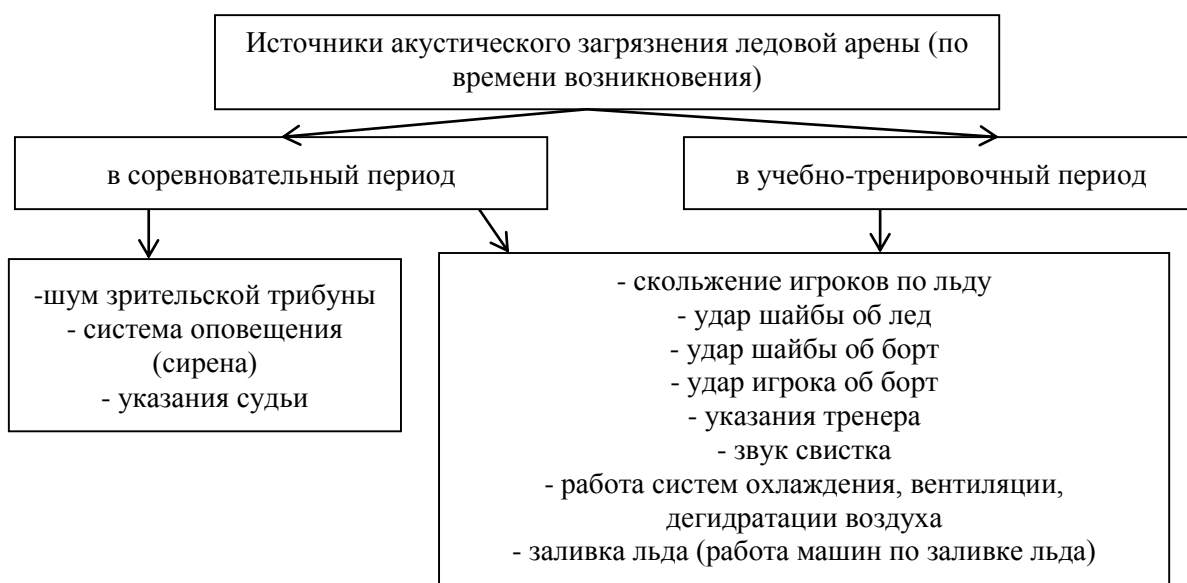 Источники акустического загрязнения ледовой арены (по
времени возникновения)
в соревновательный период
в учебно-тренировочный период
-шум зрительской трибуны
- система оповещения
(сирена)
- указания судьи
- скольжение игроков по льду
- удар шайбы об лед
- удар шайбы об борт
- удар игрока об борт
- указания тренера
- звук свистка
- работа систем охлаждения, вентиляции,
дегидратации воздуха
- заливка льда (работа машин по заливке льда)